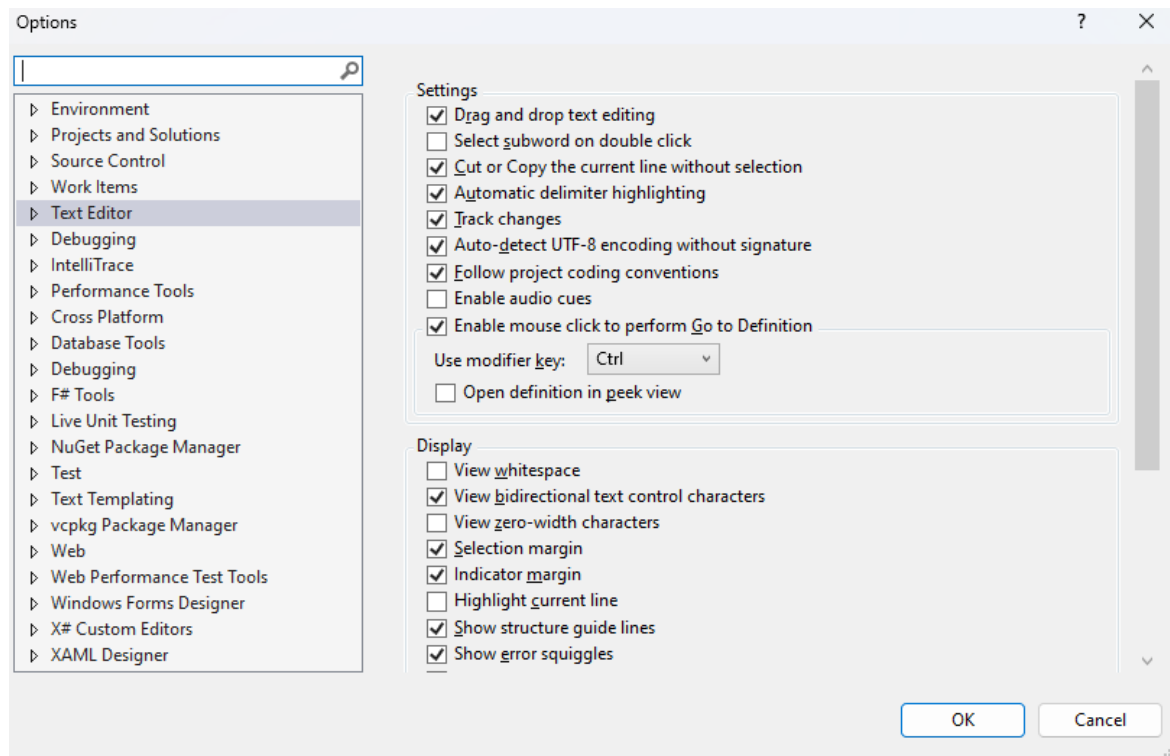 Options
?
Environment
Projects and Solutions
Source Control
Work Items
Text Editor
Debugging
IntelliTrace
Performance Tools
Cross Platform
Database Tools
Debugging
F# Tools
Live Unit Testing
NuGet Package Manager
Test
Text Templating
vcpkg Package Manager
Web
Web Performance Test Tools
Windows Forms Designer
X# Custom Editors
XAML Designer
Settings
Drag and drop text editing
Select subword on double click
Cut or Copy the current line without selection
Automatic delimiter highlighting
Track changes
Auto-detect UTF-8 encoding without signature
Follow project coding conventions
Enable audio cues
Enable mouse click to perform Go to Definition
Use modifier key: Ctrl
Open definition in peek view
Display
View whitespace
View bidirectional text control characters
View zero-width characters
Selection margin
Indicator margin
Highlight current line
Show structure guide lines
Show error squiggles
OK Cancel